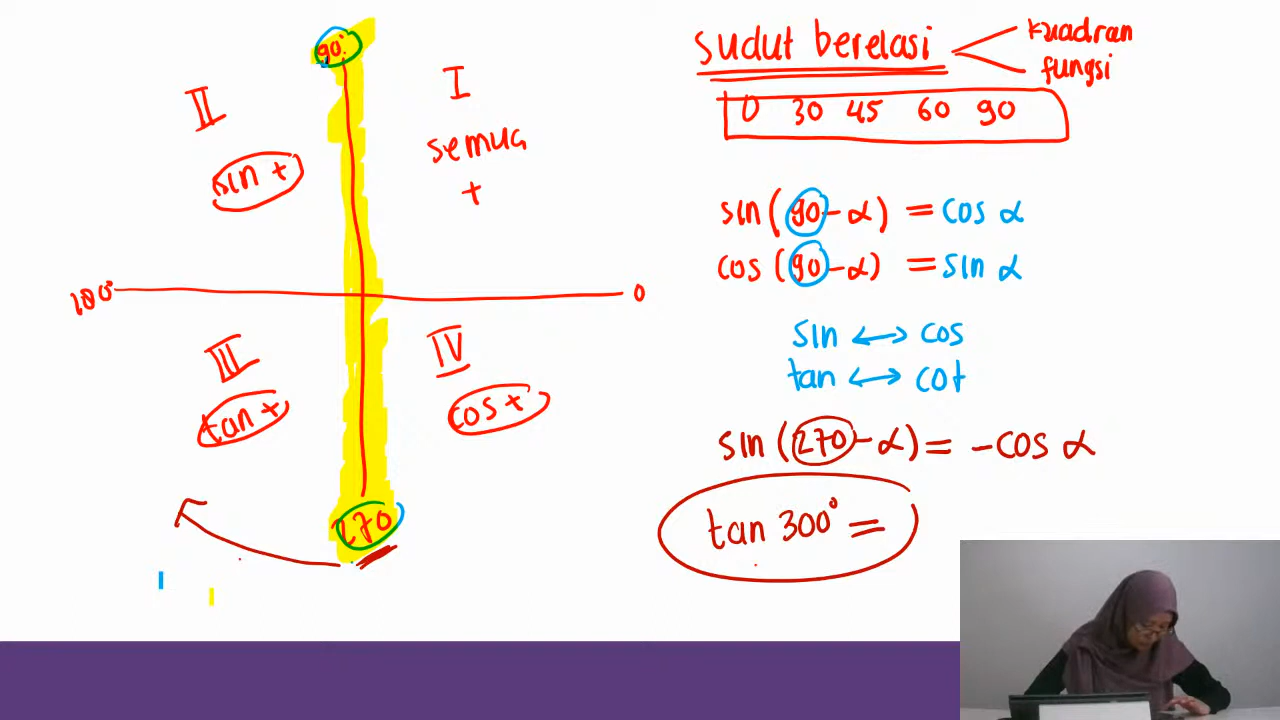 90°
II
I
sin +
semua
+
180°
0
III
IV
tan +
cos +
270
sudut berelasi
kuadran
fungsi
0 30 45 60 90
sin (90-α) = cos α
cos (90-α) = sin α
sin ↔ cos
tan ↔ cot
sin (270-α) = -cos α
tan 300° =